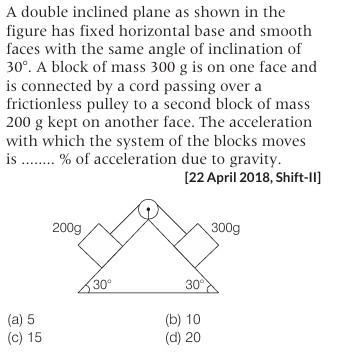 A double inclined plane as shown in the
figure has fixed horizontal base and smooth
faces with the same angle of inclination of
30°. A block of mass 300 g is on one face and
is connected by a cord passing over a
frictionless pulley to a second block of mass
200 g kept on another face. The acceleration
with which the system of the blocks moves
is ........ % of acceleration due to gravity.
[22 April 2018, Shift-II]
200g 300g
30° 30°
(a) 5 (b) 10
(c) 15 (d) 20